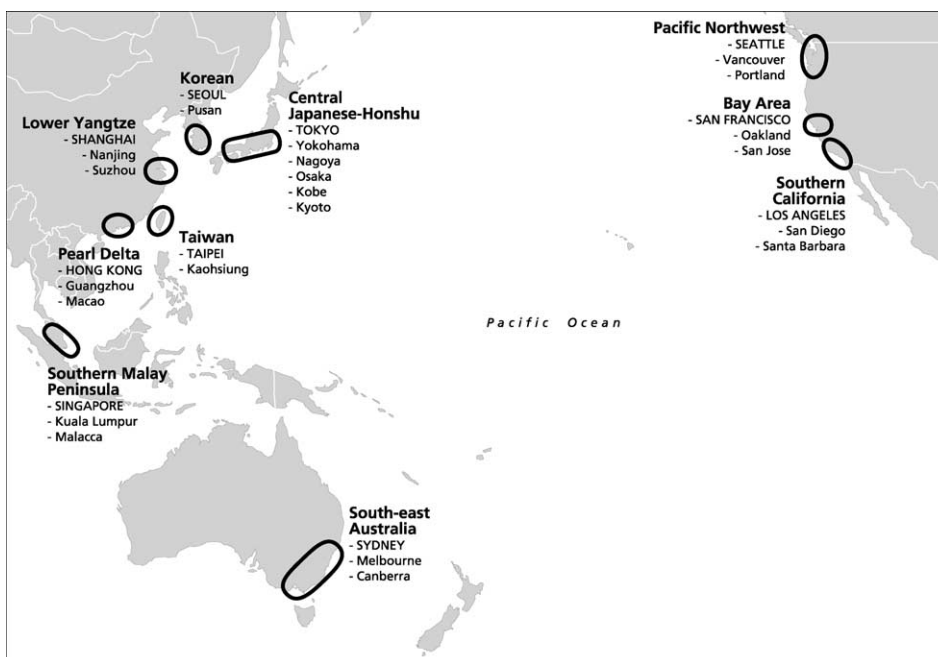 Pacific Northwest
- SEATTLE
- Vancouver
- Portland
Korean
- SEOUL
- Pusan
Central
Japanese-Honshu
- TOKYO
- Yokohama
- Nagoya
- Osaka
- Kobe
- Kyoto
Bay Area
- SAN FRANCISCO
- Oakland
- San Jose
Lower Yangtze
- SHANGHAI
- Nanjing
- Suzhou
Southern
California
- LOS ANGELES
- San Diego
- Santa Barbara
Taiwan
- TAIPEI
- Kaohsiung
Pearl Delta
- HONG KONG
- Guangzhou
- Macao
Pacific Ocean
Southern Malay
Peninsula
- SINGAPORE
- Kuala Lumpur
- Malacca
South-east
Australia
- SYDNEY
- Melbourne
- Canberra